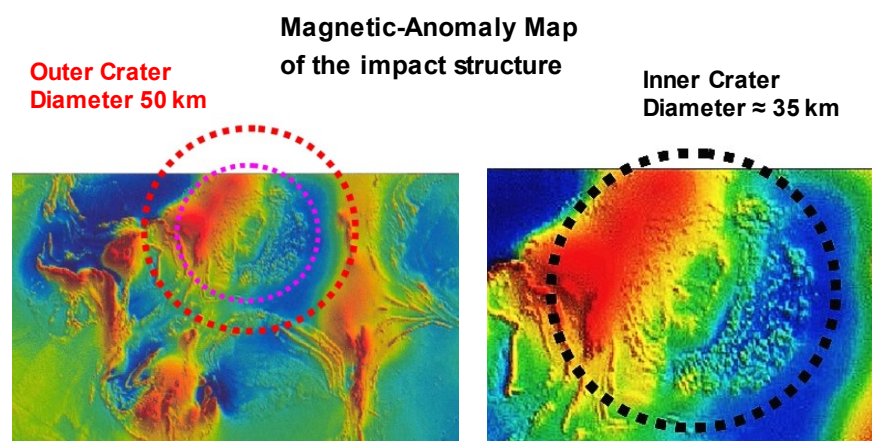 Magnetic-Anomaly Map
of the impact structure
Outer Crater
Diameter 50 km
Inner Crater
Diameter ≈ 35 km